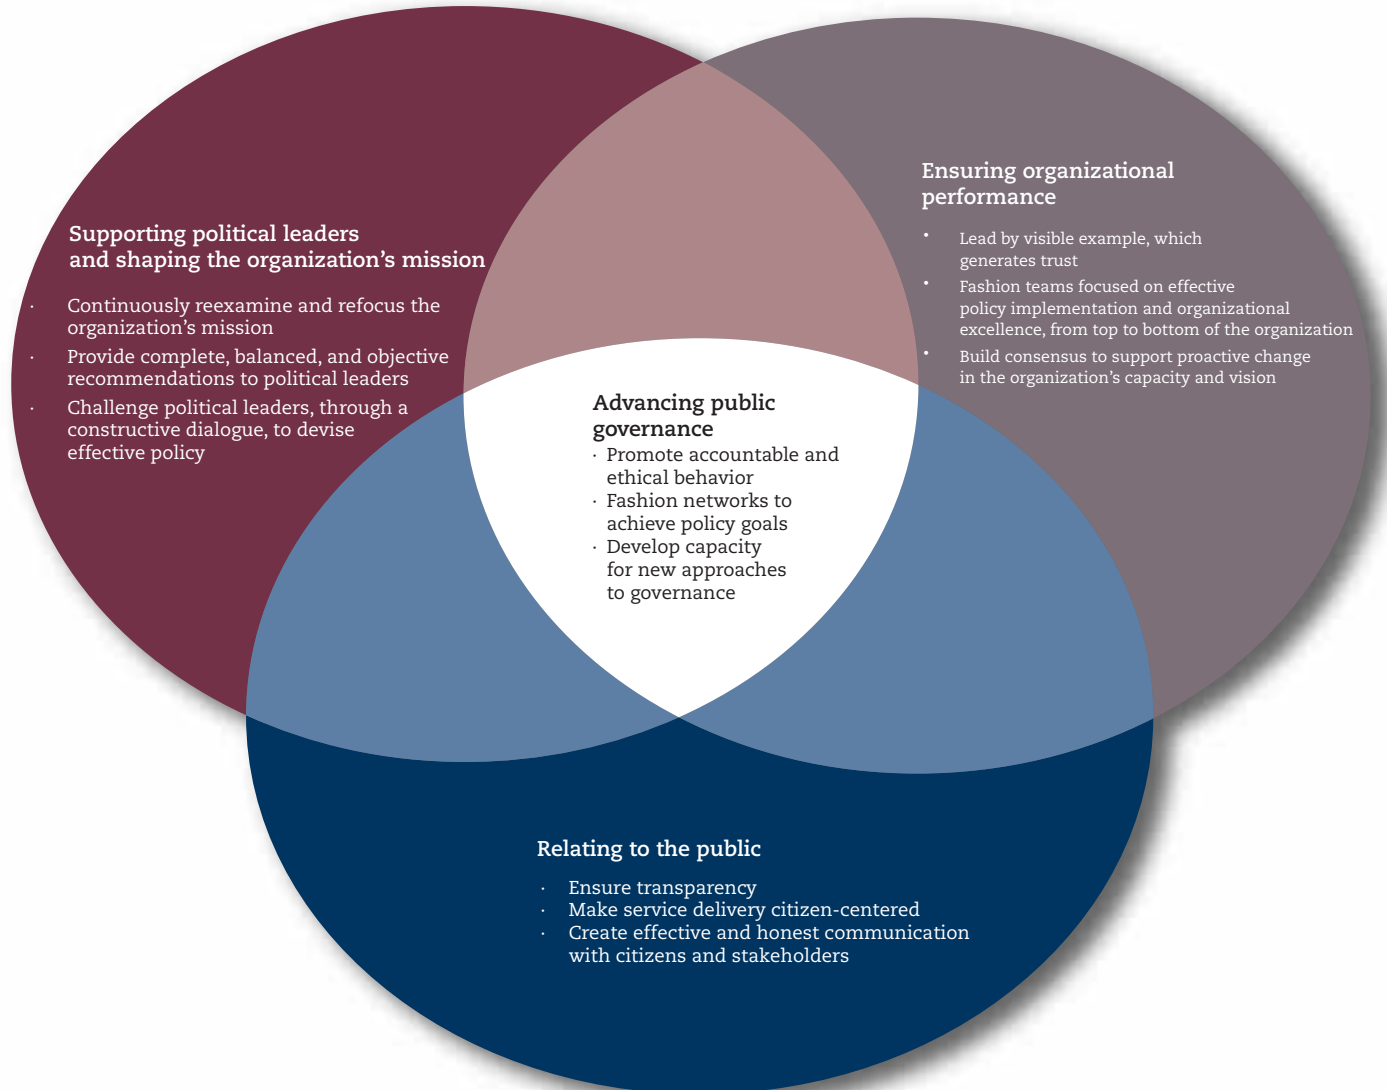 Supporting political leaders
and shaping the organization’s mission
· Continuously reexamine and refocus the
organization’s mission
· Provide complete, balanced, and objective
recommendations to political leaders
· Challenge political leaders, through a
constructive dialogue, to devise
effective policy
Ensuring organizational
performance
• Lead by visible example, which
generates trust
• Fashion teams focused on effective
policy implementation and organizational
excellence, from top to bottom of the organization
• Build consensus to support proactive change
in the organization’s capacity and vision
Advancing public
governance
· Promote accountable and
ethical behavior
· Fashion networks to
achieve policy goals
· Develop capacity
for new approaches
to governance
Relating to the public
· Ensure transparency
· Make service delivery citizen-centered
· Create effective and honest communication
with citizens and stakeholders